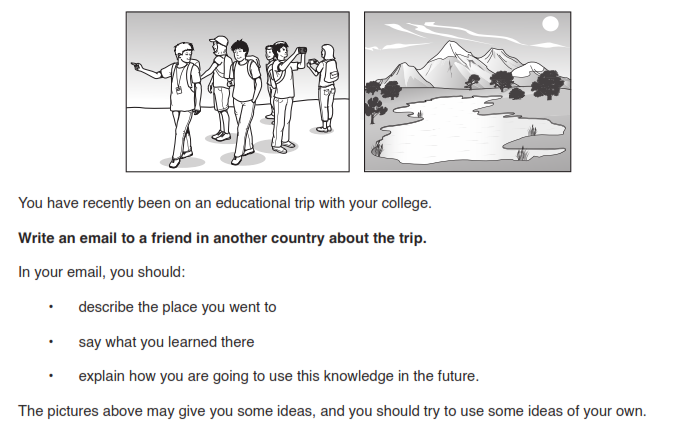 You have recently been on an educational trip with your college.
Write an email to a friend in another country about the trip.
In your email, you should:
• describe the place you went to
• say what you learned there
• explain how you are going to use this knowledge in the future.
The pictures above may give you some ideas, and you should try to use some ideas of your own.